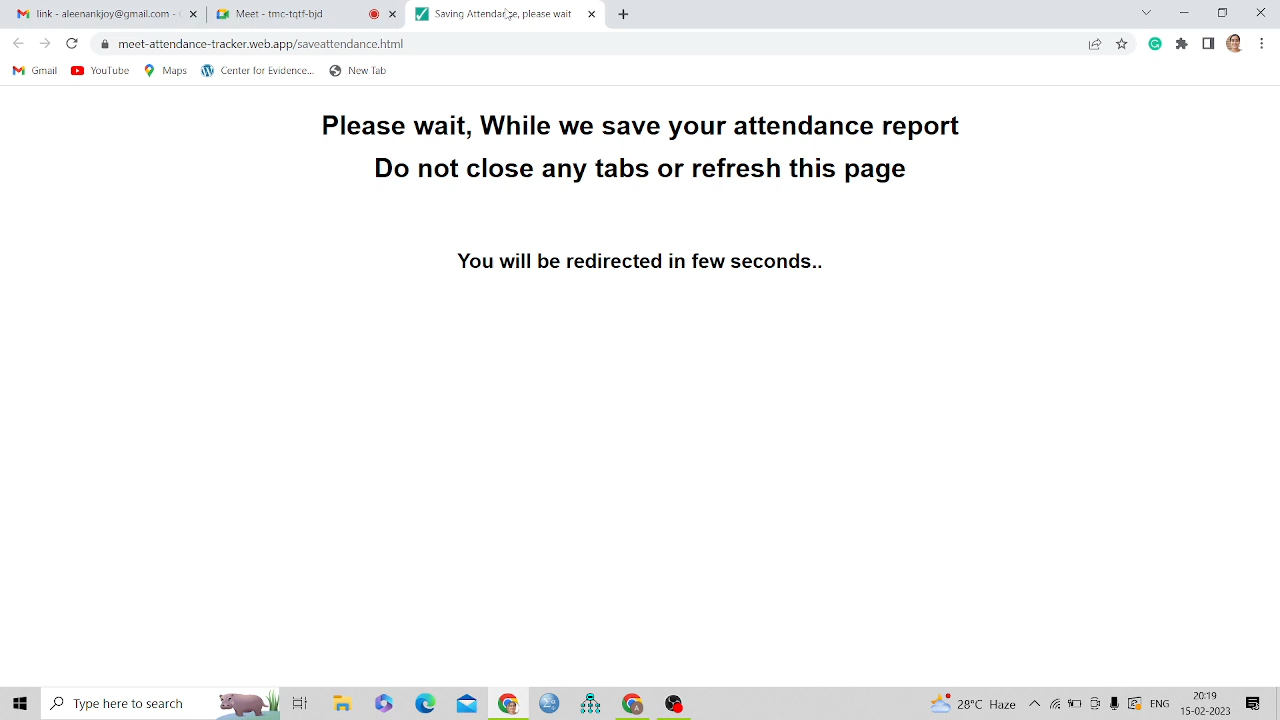 link - aleenankjoy@gmail.com - G
Meet - tmc-tqtf-bjd
Saving Attendance, please wait
meet-attendance-tracker.web.app/saveattendance.html
Gmail
YouTube
Maps
Center for Evidence...
New Tab
Please wait, While we save your attendance report
Do not close any tabs or refresh this page
You will be redirected in few seconds..
Type here to search
28°C Haze
ENG
20:19
15-02-2023